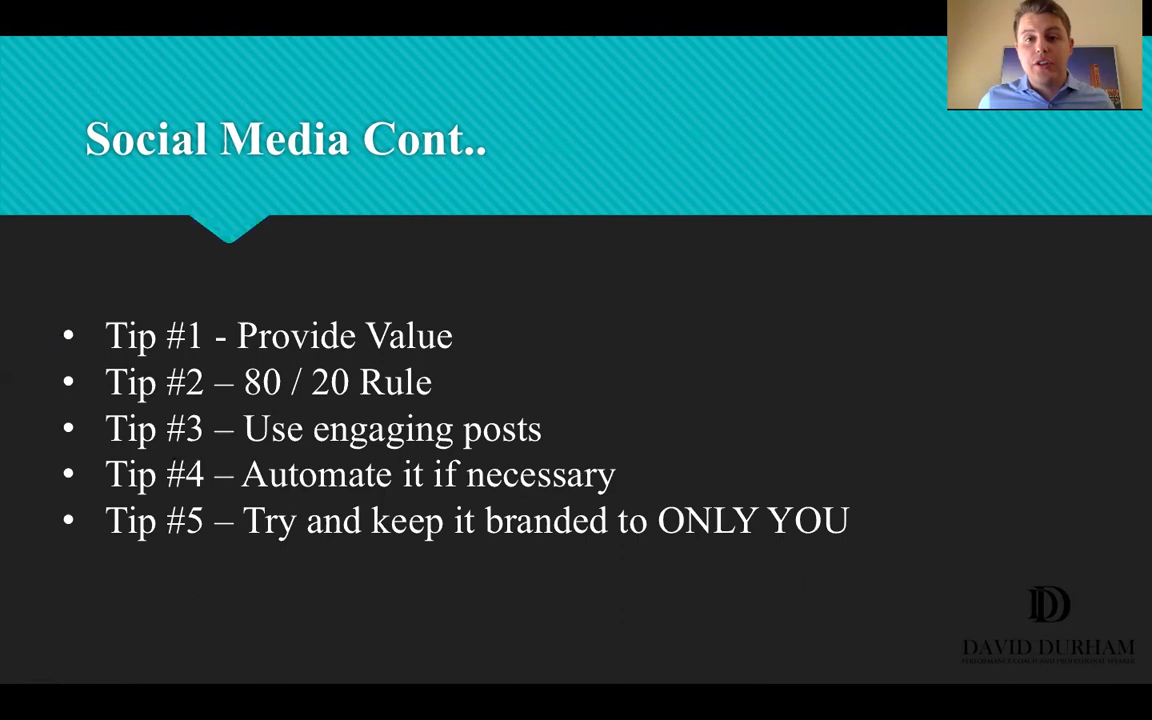 Social Media Cont..
• Tip #1 - Provide Value
• Tip #2 – 80 / 20 Rule
• Tip #3 – Use engaging posts
• Tip #4 – Automate it if necessary
• Tip #5 – Try and keep it branded to ONLY YOU
DAVID DURHAM